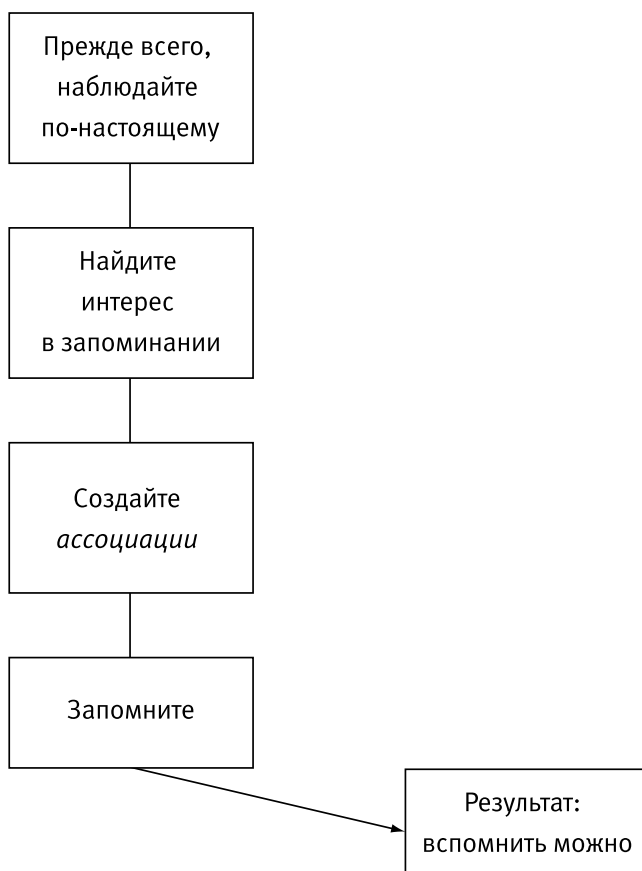 Прежде всего,
наблюдайте
по-настоящему
Найдите
интерес
в запоминании
Создайте
ассоциации
Запомните
Результат:
вспомнить можно